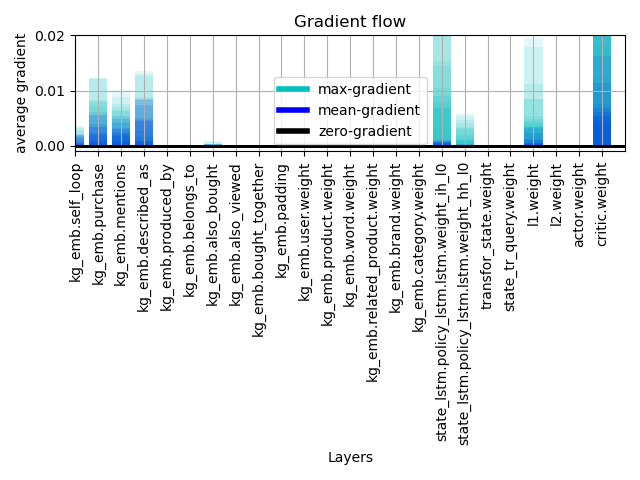 Gradient flow
average gradient
0.02
0.01
0.00
max-gradient
mean-gradient
zero-gradient
kg_emb.self_loop
kg_emb.purchase
kg_emb.mentions
kg_emb.described_as
kg_emb.produced_by
kg_emb.belongs_to
kg_emb.also_bought
kg_emb.also_viewed
kg_emb.bought_together
kg_emb.padding
kg_emb.user.weight
kg_emb.product.weight
kg_emb.word.weight
kg_emb.related_product.weight
kg_emb.brand.weight
kg_emb.category.weight
state_lstm.policy_lstm.lstm.weight_ih_l0
state_lstm.policy_lstm.lstm.weight_hh_l0
transfor_state.weight
state_tr_query.weight
l1.weight
l2.weight
actor.weight
critic.weight
Layers